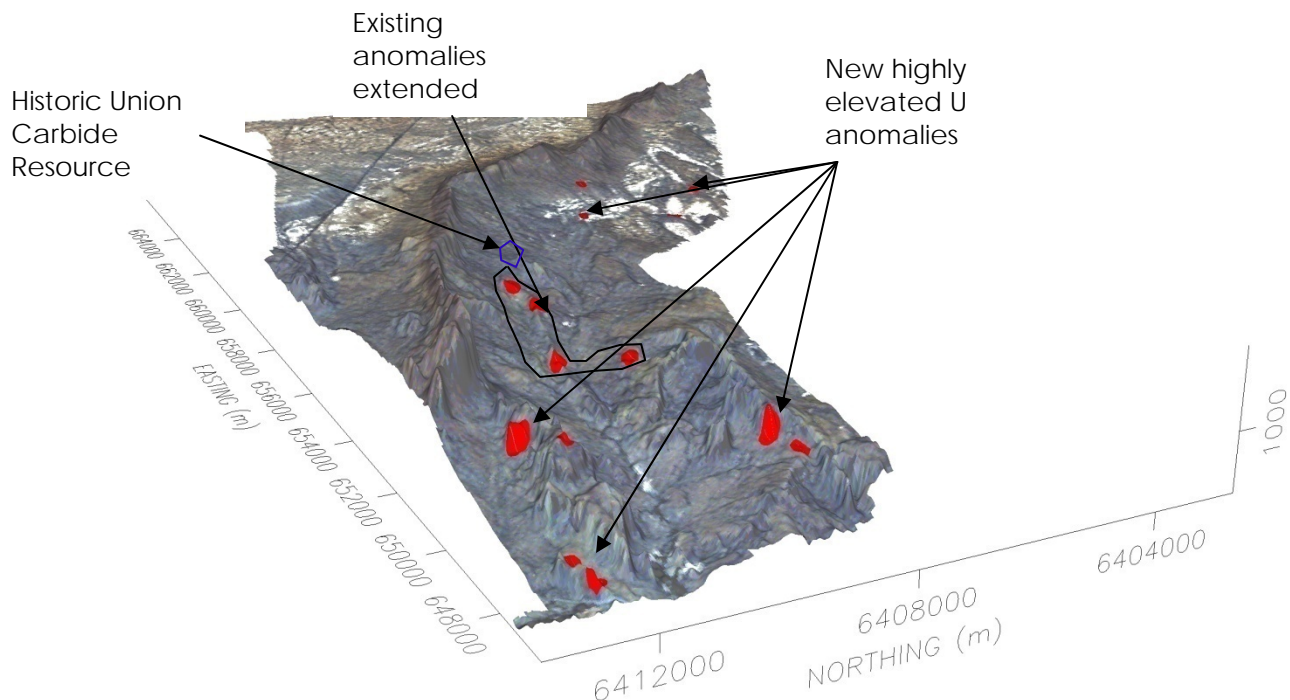 Existing
anomalies
extended
New highly
elevated U
anomalies
Historic Union
Carbide
Resource
664000
662000
660000
658000
656000
654000
652000
650000
648000
EASTING (m)
1000
6404000
6408000
6412000
NORTHING (m)